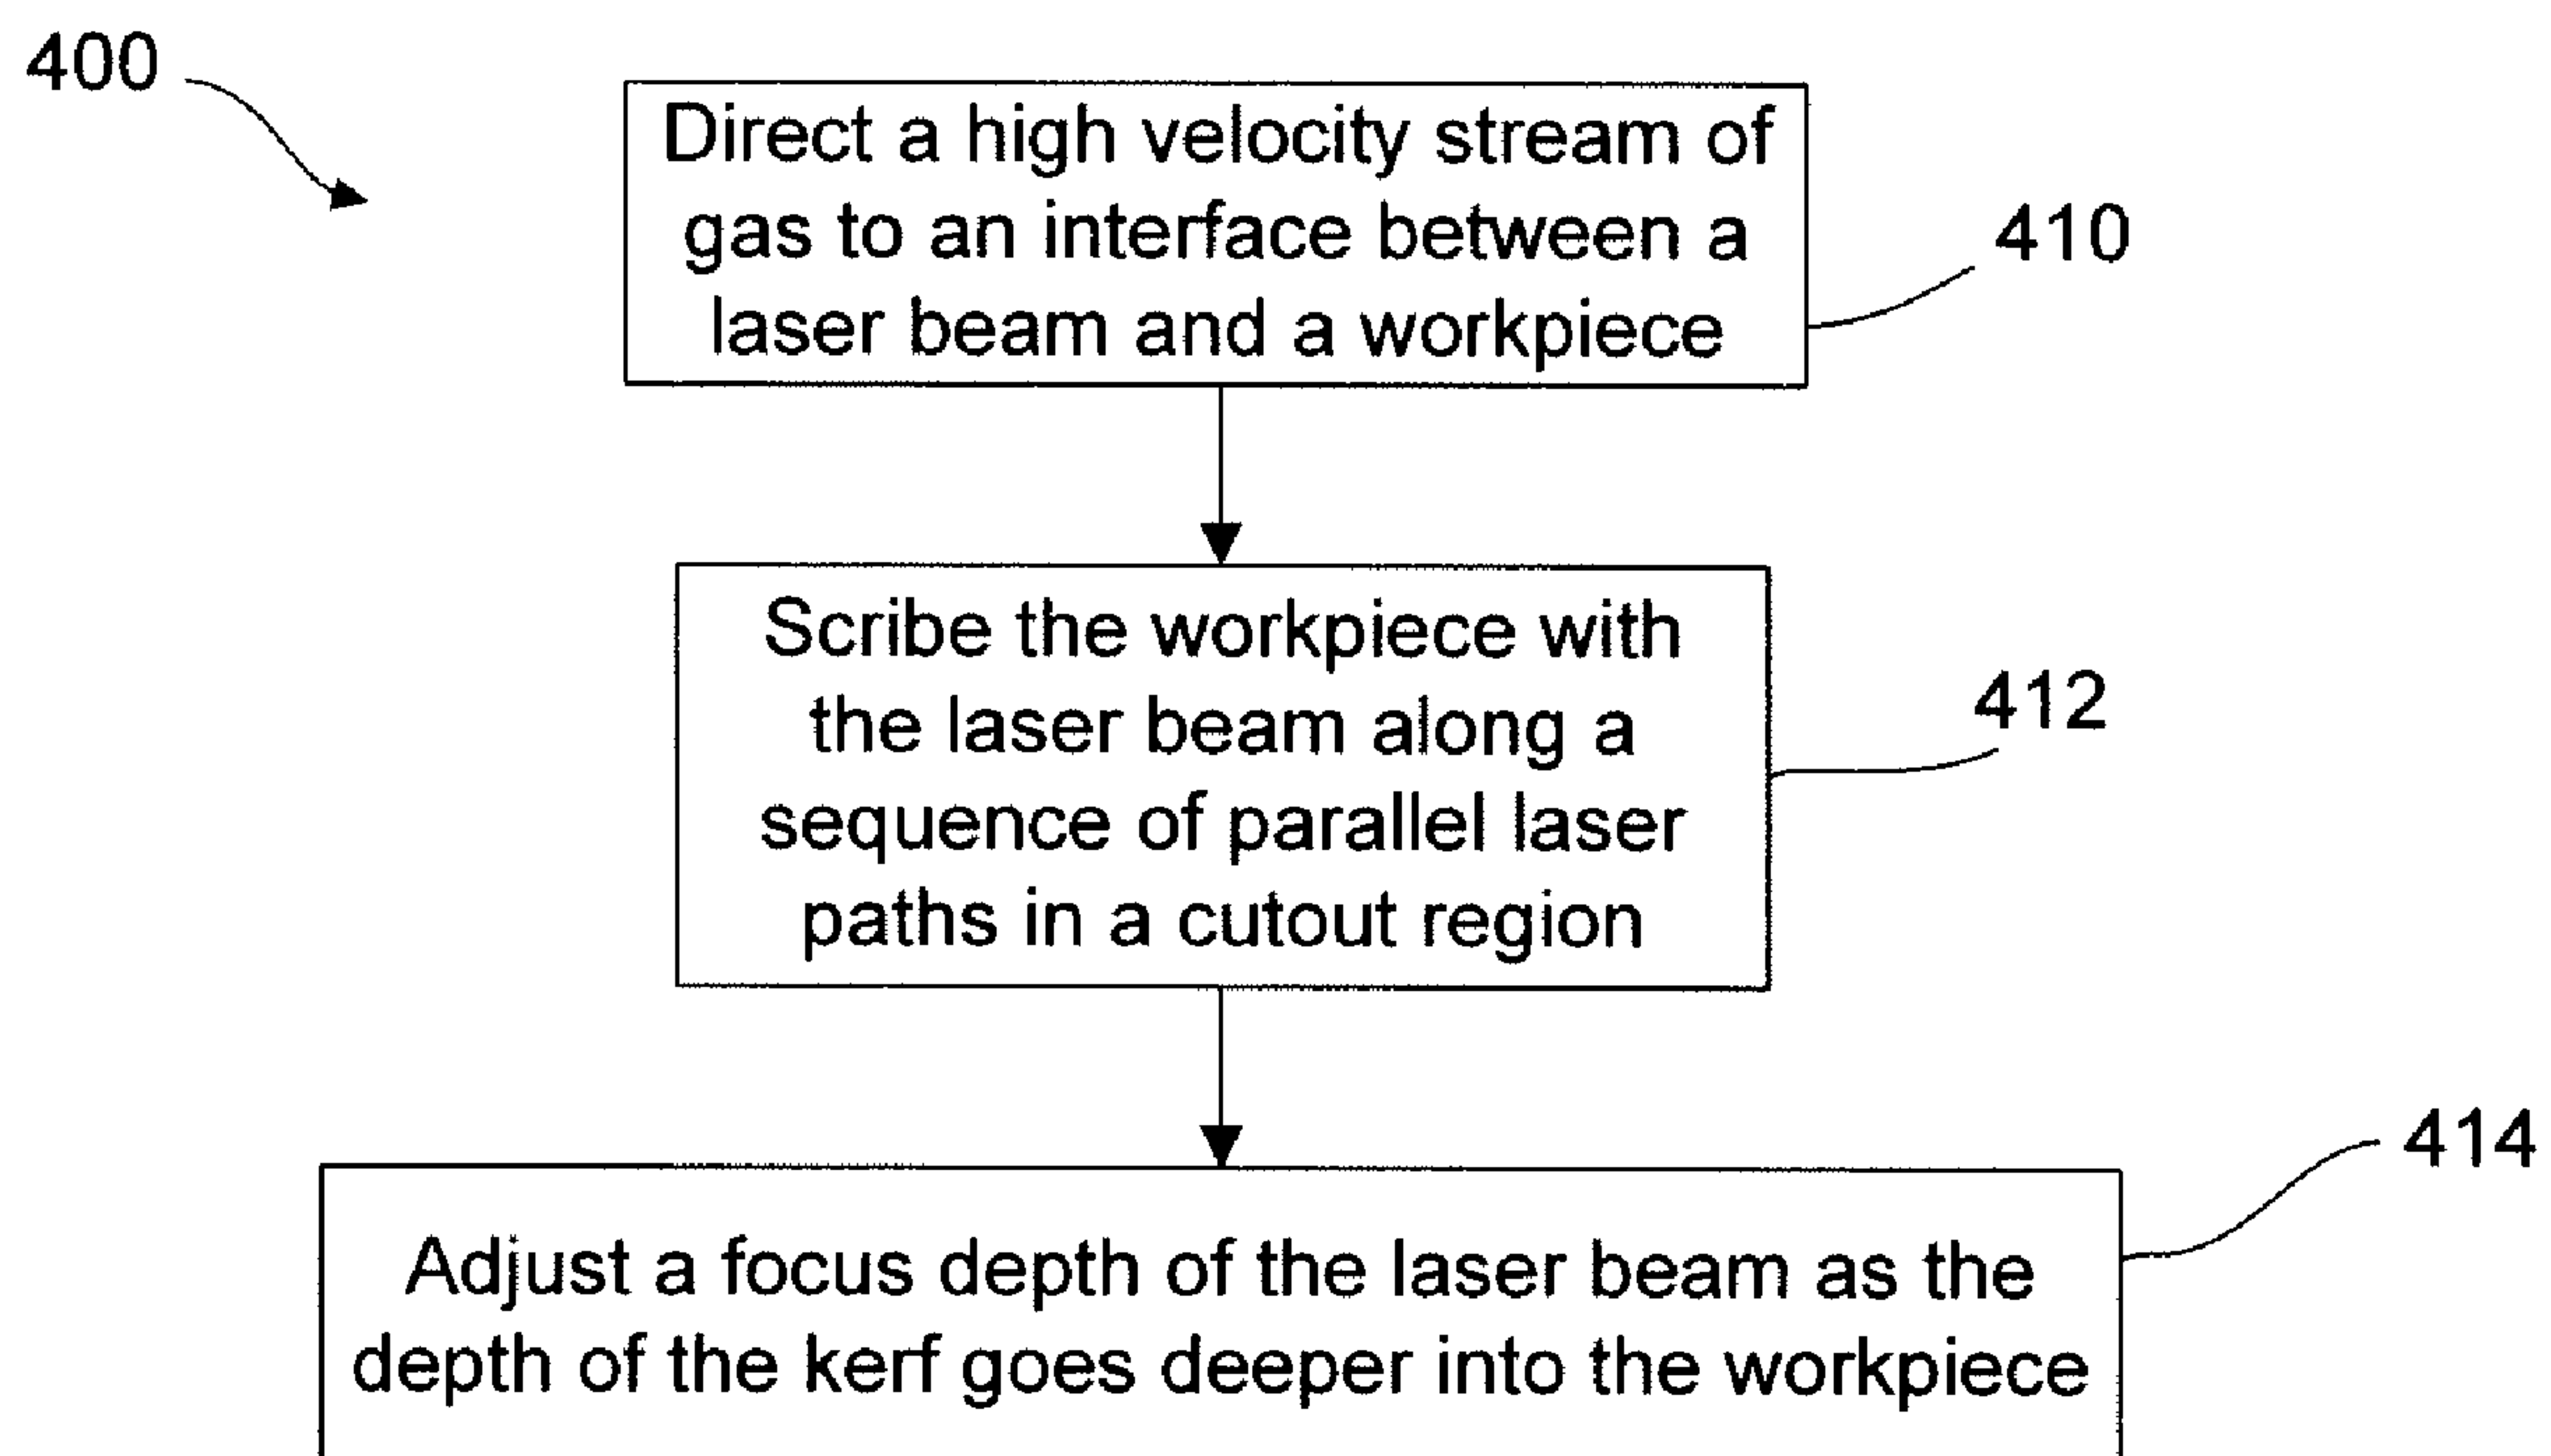 400
Direct a high velocity stream of
gas to an interface between a
laser beam and a workpiece
410
Scribe the workpiece with
the laser beam along a
sequence of parallel laser
paths in a cutout region
412
414
Adjust a focus depth of the laser beam as the
depth of the kerf goes deeper into the workpiece